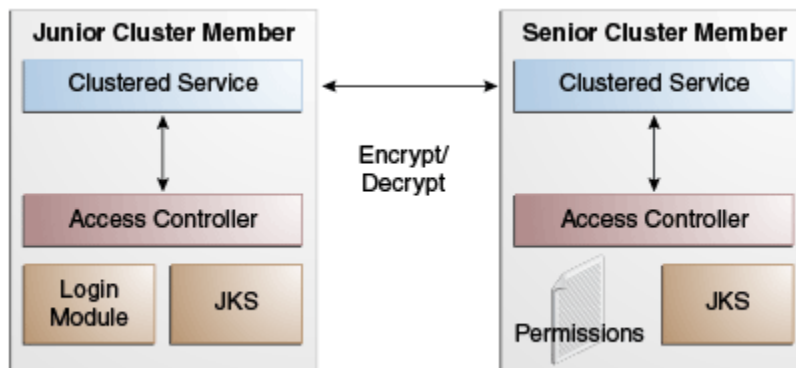 Junior Cluster Member
Clustered Service
Access Controller
Login
Module
JKS
Encrypt/
Decrypt
Senior Cluster Member
Clustered Service
Access Controller
Permissions
JKS